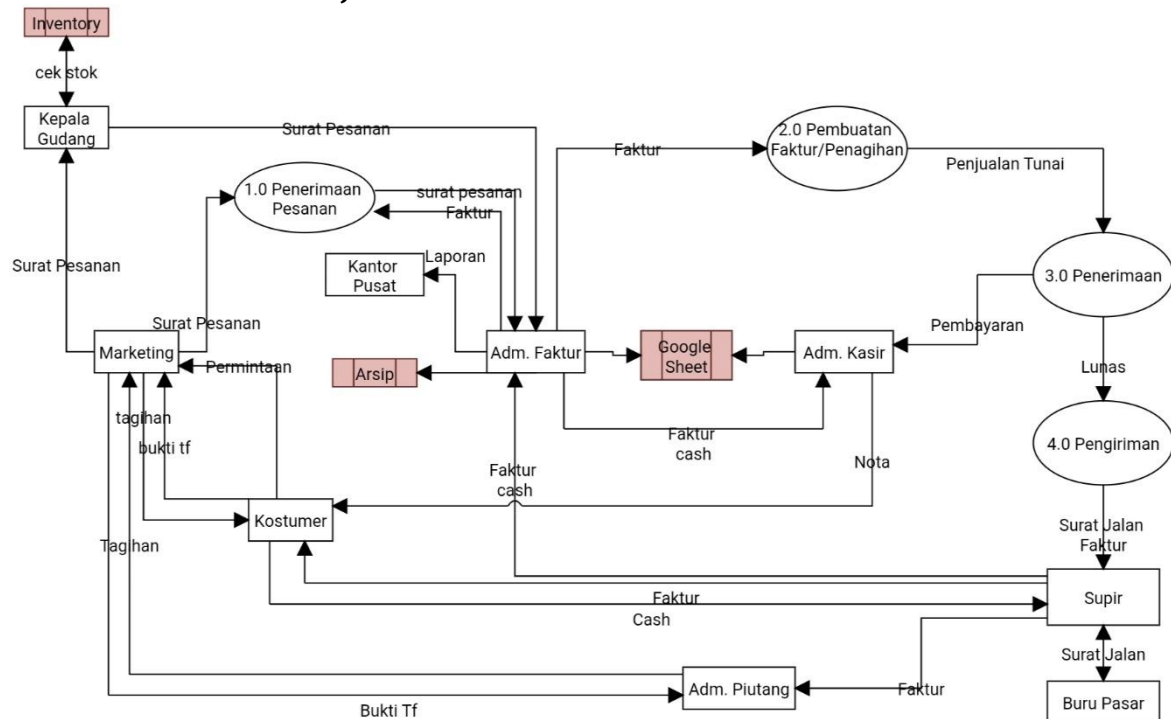 Inventory
cek stok
Kepala
Gudang
Surat Pesanan
2.0 Pembuatan
Faktur/Penagihan
Faktur
Penjualan Tunai
1.0 Penerimaan
Pesanan
surat pesanan
Faktur
Laporan
Kantor
Pusat
Surat Pesanan
3.0 Penerimaan
Surat Pesanan
Pembayaran
Marketing
Permintaan
Adm. Faktur
Google
Sheet
Adm. Kasir
Arsip
Lunas
tagihan
bukti tf
Faktur
cash
4.0 Pengiriman
Nota
Faktur
cash
Kostumer
Surat Jalan
Faktur
Tagihan
Faktur
Cash
Supir
Surat Jalan
Adm. Piutang
Faktur
Buru Pasar
Bukti Tf